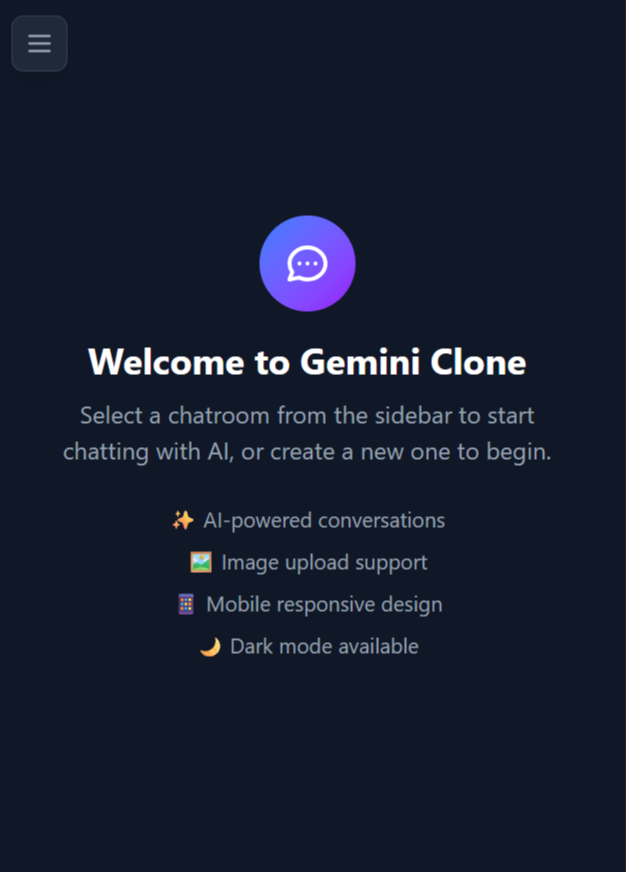 Welcome to Gemini Clone
Select a chatroom from the sidebar to start
chatting with AI, or create a new one to begin.
✨ AI-powered conversations
🖼️ Image upload support
📱 Mobile responsive design
🌙 Dark mode available